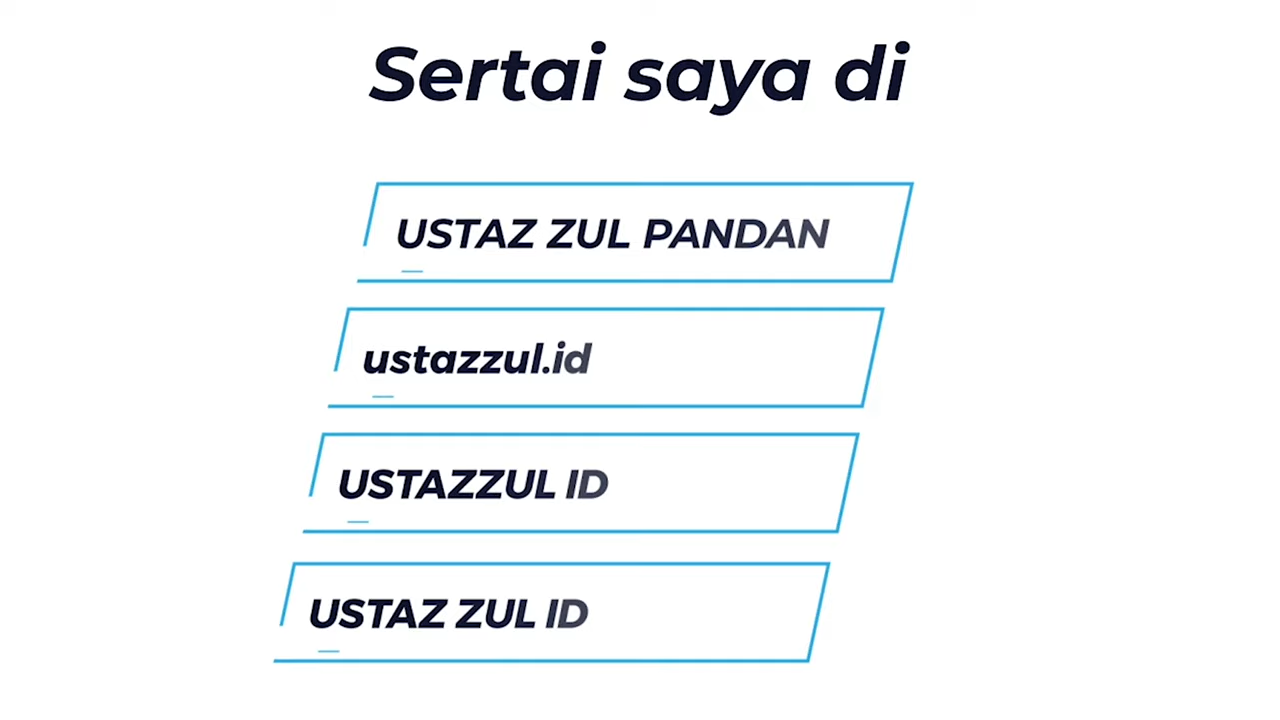 Sertai saya di
USTAZ ZUL PANDAN
ustazzul.id
USTAZZUL ID
USTAZ ZUL ID